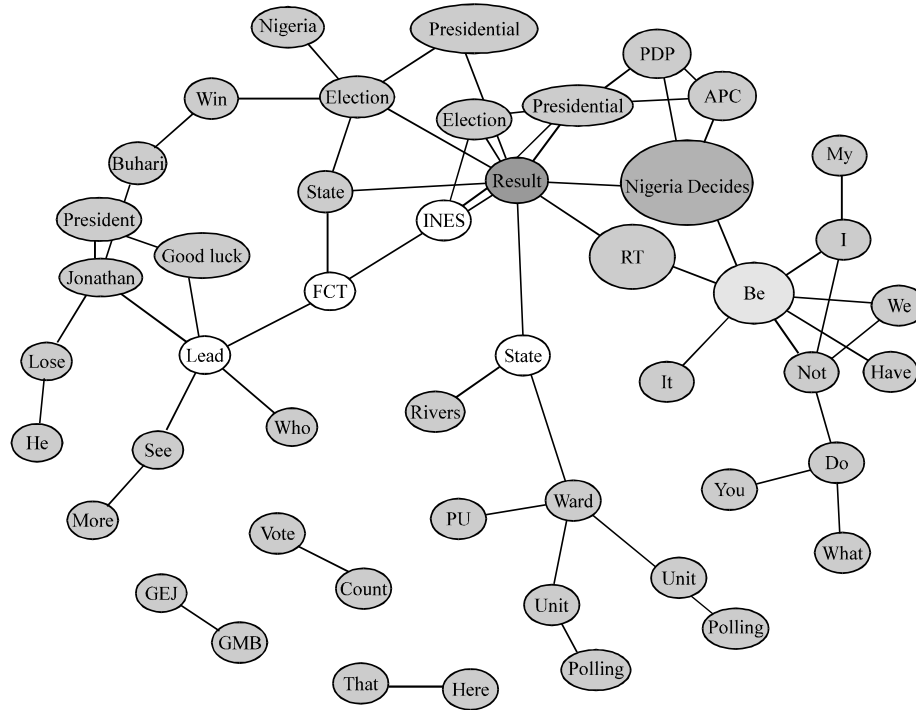 Nigeria
Presidential
PDP
Win
Election
APC
Election
Presidential
Buhari
My
State
Result
Nigeria Decides
President
INES
Good luck
I
RT
Jonathan
FCT
Be
We
Lose
Lead
State
It
Not
Have
Rivers
Who
He
See
Do
You
More
PU
Ward
Vote
What
Count
Unit
GEJ
Unit
GMB
Polling
Polling
That
Here